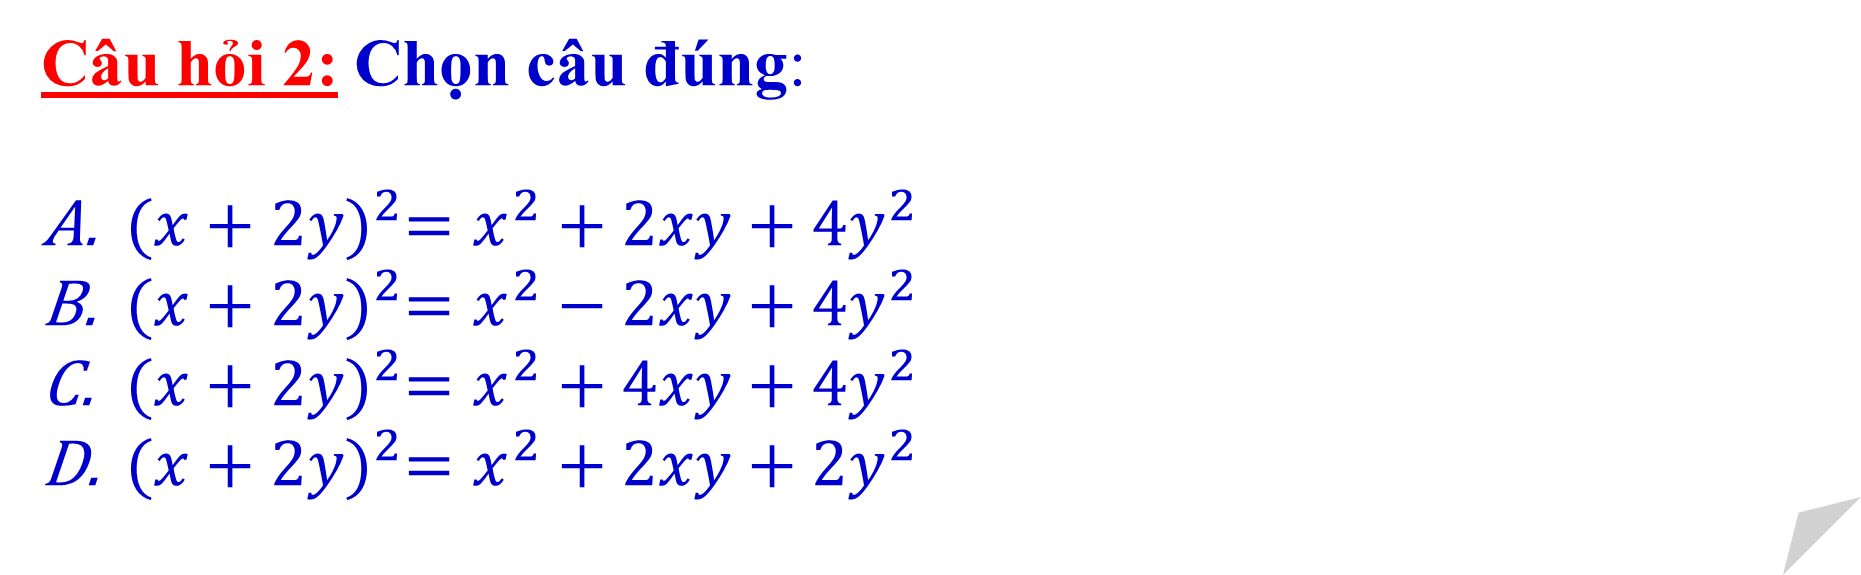 Câu hỏi 2: Chọn câu đúng:
A. (x + 2y)²= x² + 2xy + 4y²
B. (x + 2y)²= x² − 2xy + 4y²
C. (x + 2y)²= x² + 4xy + 4y²
D. (x + 2y)²= x² + 2xy + 2y²